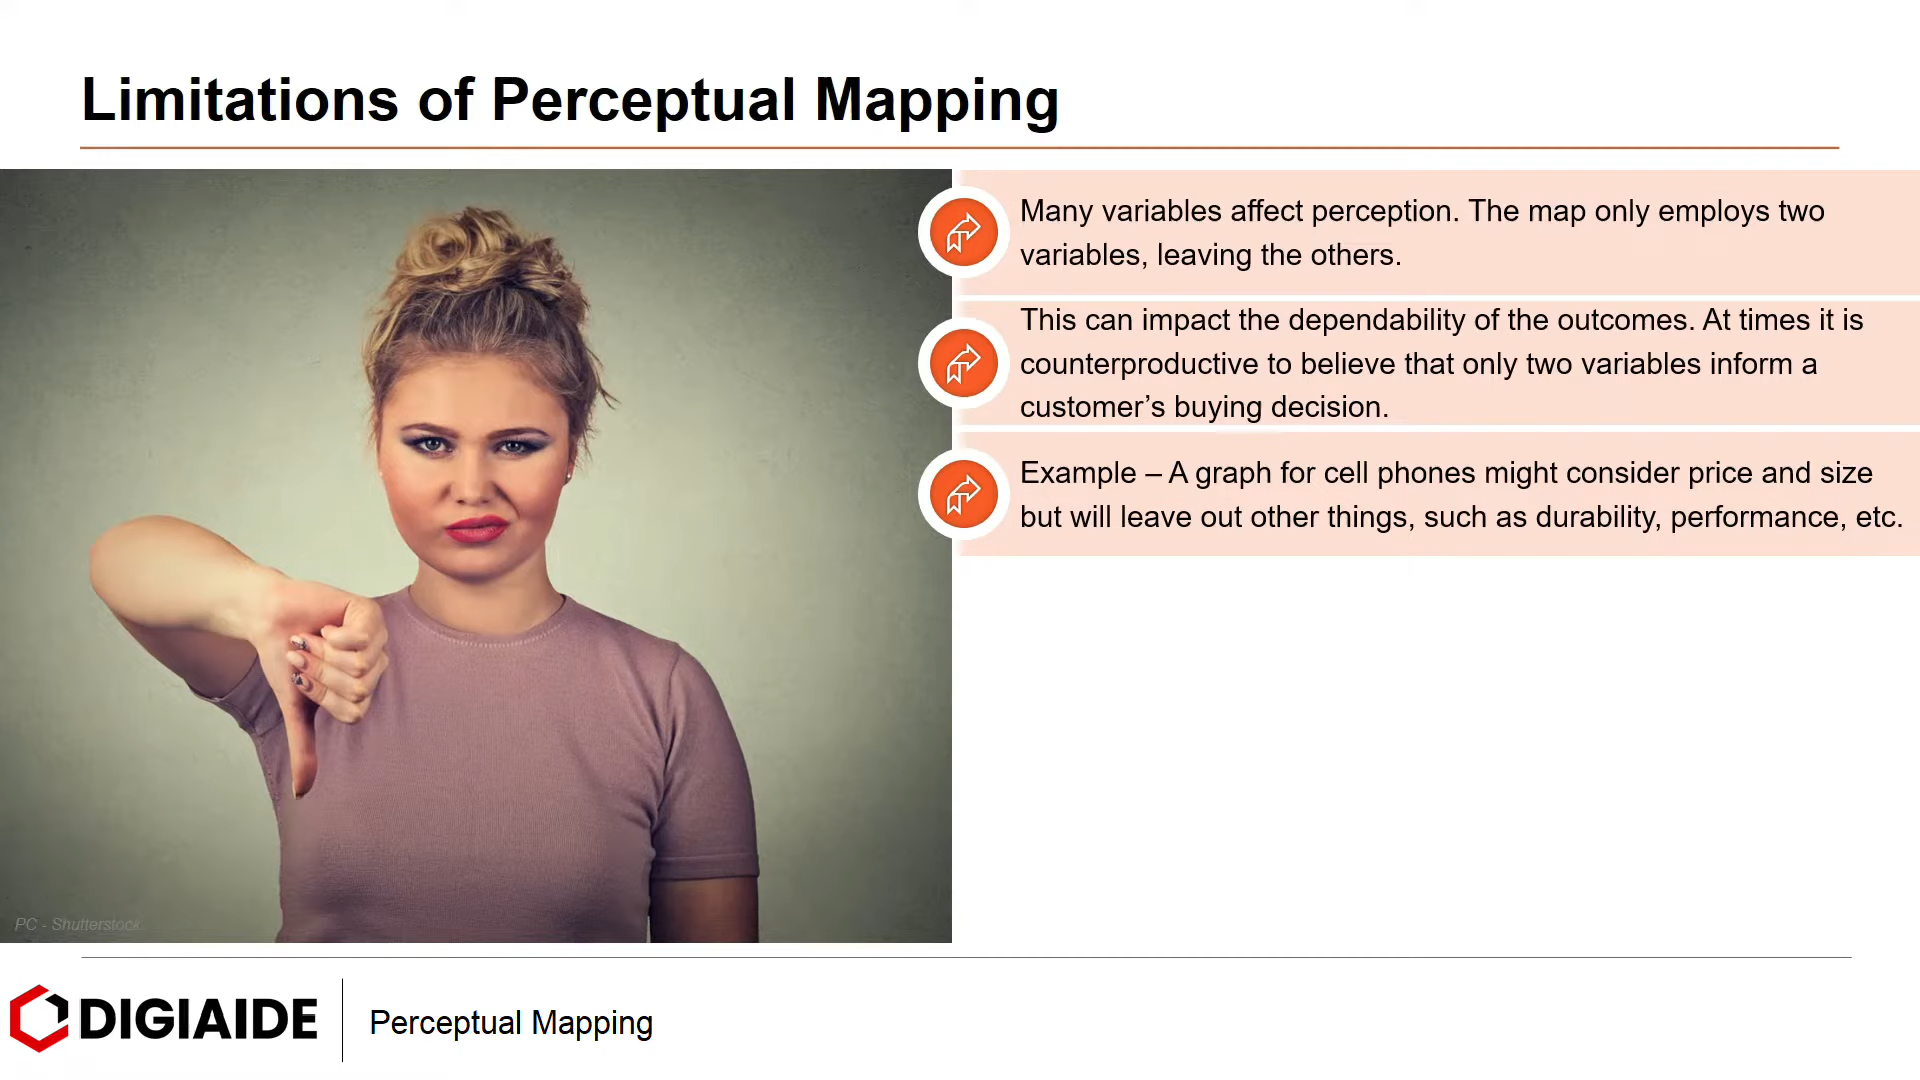 Limitations of Perceptual Mapping
Many variables affect perception. The map only employs two
variables, leaving the others.
This can impact the dependability of the outcomes. At times it is
counterproductive to believe that only two variables inform a
customer’s buying decision.
Example – A graph for cell phones might consider price and size
but will leave out other things, such as durability, performance, etc.
PC - Shutterstock
DIGIAIDE
Perceptual Mapping